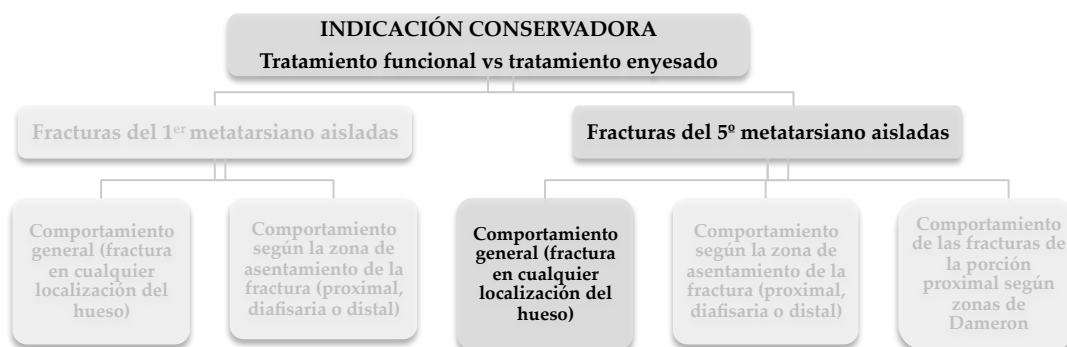 INDICACIÓN CONSERVADORA
Tratamiento funcional vs tratamiento enyesado
Fracturas del 1er metatarsiano aisladas
Fracturas del 5º metatarsiano aisladas
Comportamiento
general (fractura
en cualquier
localización del
hueso)
Comportamiento
según la zona de
asentamiento de la
fractura (proximal,
diafisaria o distal)
Comportamiento
general (fractura
en cualquier
localización del
hueso)
Comportamiento
según la zona de
asentamiento de la
fractura (proximal,
diafisaria o distal)
Comportamiento
de las fracturas de
la porción
proximal según
zonas de
Dameron